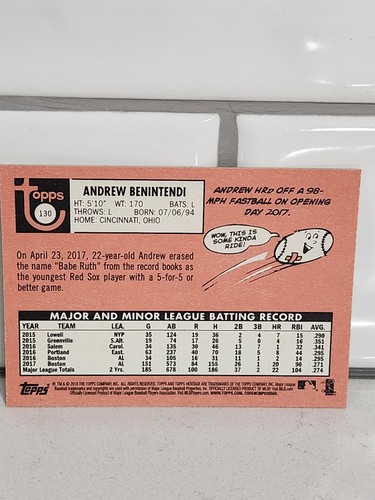 topps
130
ANDREW BENINTENDI
HT: 5'10" WT: 170 BATS: L
THROWS: L BORN: 07/06/94
HOME: CINCINNATI, OHIO
ANDREW HRD OFF A 98-
MPH FASTBALL ON OPENING
DAY 2017.
WOW, THIS IS
SOME KINDA
RIDE!
On April 23, 2017, 22-year-old Andrew erased
the name "Babe Ruth" from the record books as
the youngest Red Sox player with a 5-for-5 or
better game.
MAJOR AND MINOR LEAGUE BATTING RECORD
YEAR TEAM LEA. G AB R H 2B 3B HR RBI AVG.
2015 Lowell NYP 35 124 19 36 2 4 7 15 .290
2015 Greenville S.Atl. 19 74 17 26 5 0 4 16 .351
2016 Salem Carol. 34 135 30 46 13 7 1 32 .341
2016 Portland East. 63 237 40 70 18 5 8 44 .295
2016 Boston AL 34 105 16 31 11 1 2 14 .295
2017 Boston AL 151 573 84 155 26 1 20 90 .271
Major League Totals 2 Yrs. 185 678 100 186 37 2 22 104 .274
topps